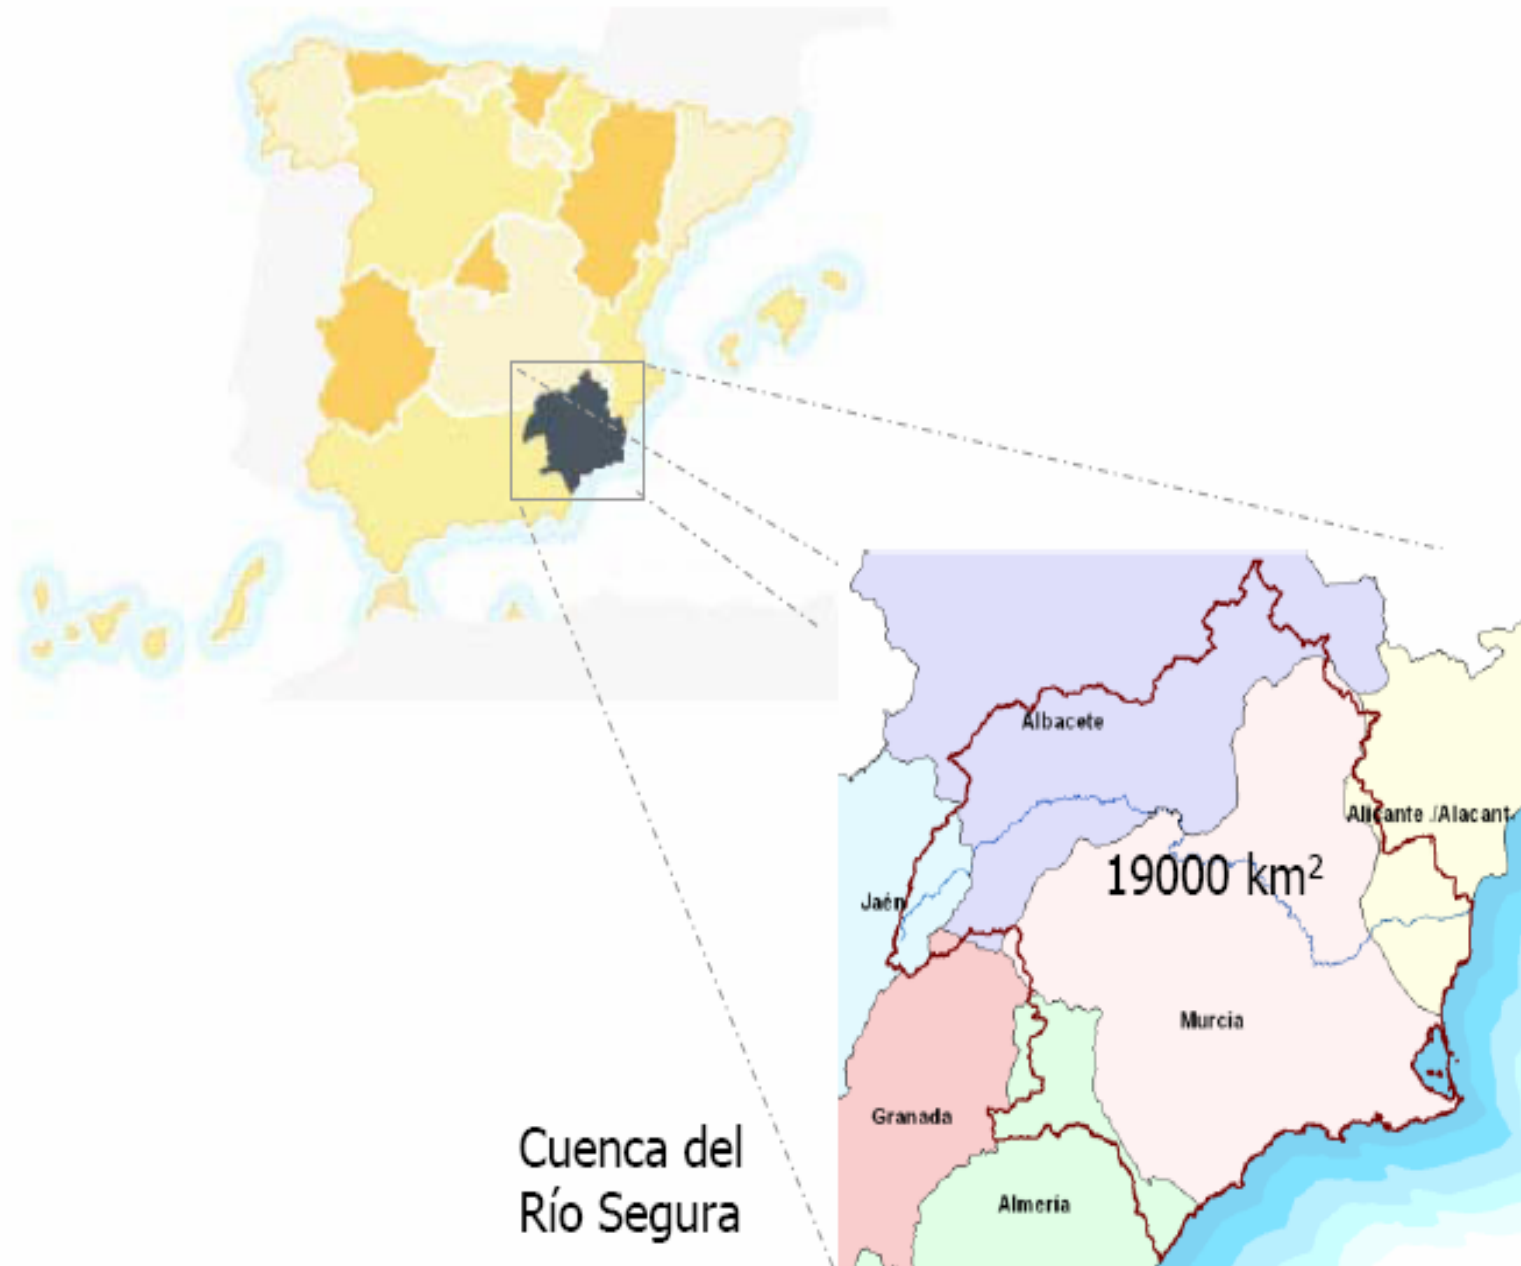 Albacete
Alicante /Alacant
19000 km²
Jaén
Murcia
Granada
Cuenca del
Río Segura
Almería